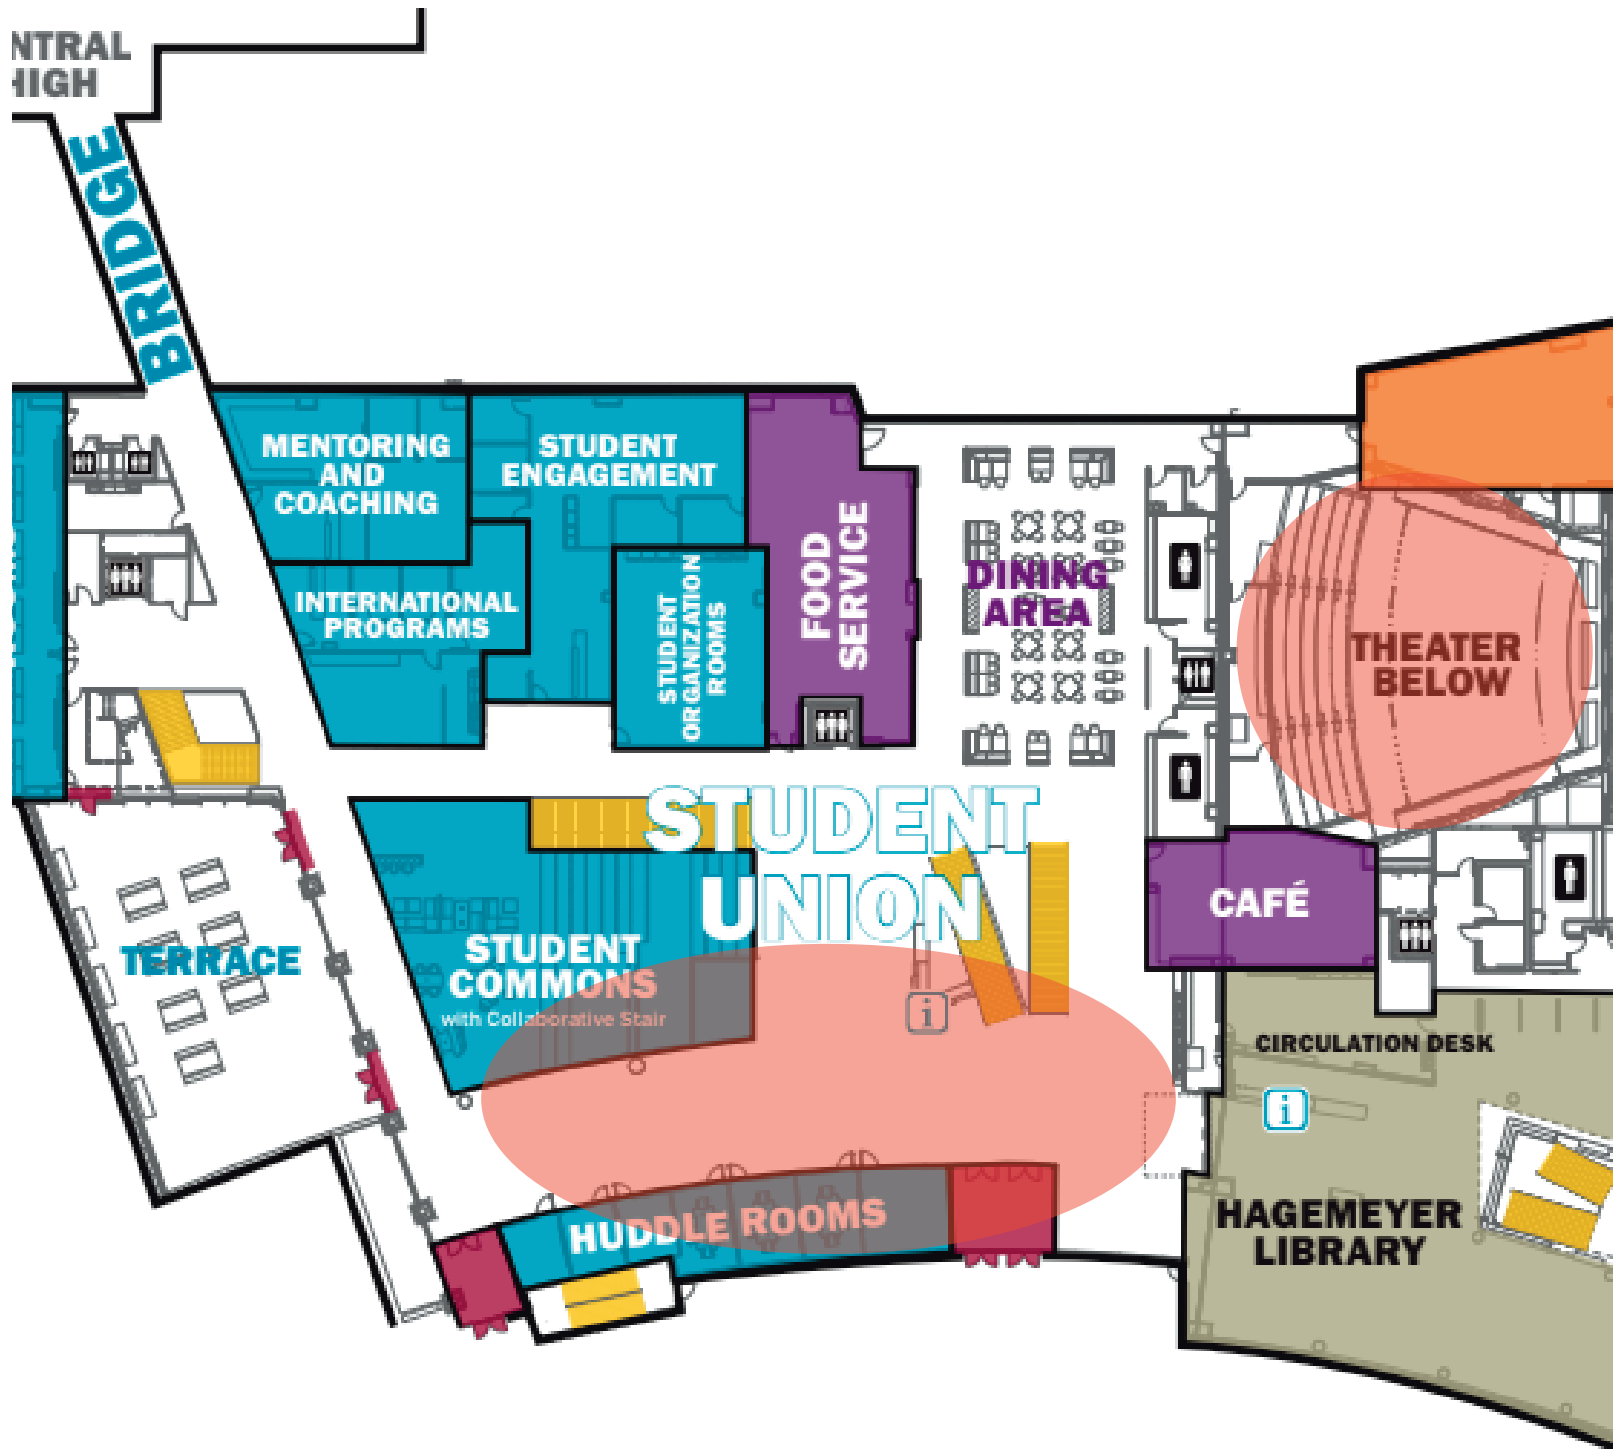 NTRAL
HIGH
BRIDGE
MENTORING
AND
COACHING
STUDENT
ENGAGEMENT
FOOD
SERVICE
INTERNATIONAL
PROGRAMS
STUDENT
ORGANIZATION
ROOMS
DINING
AREA
THEATER
BELOW
STUDENT
UNION
CAFÉ
STUDENT
COMMONS
with Collaborative Stair
TERRACE
i
CIRCULATION DESK
i
HUDDLE ROOMS
HAGEMEYER
LIBRARY